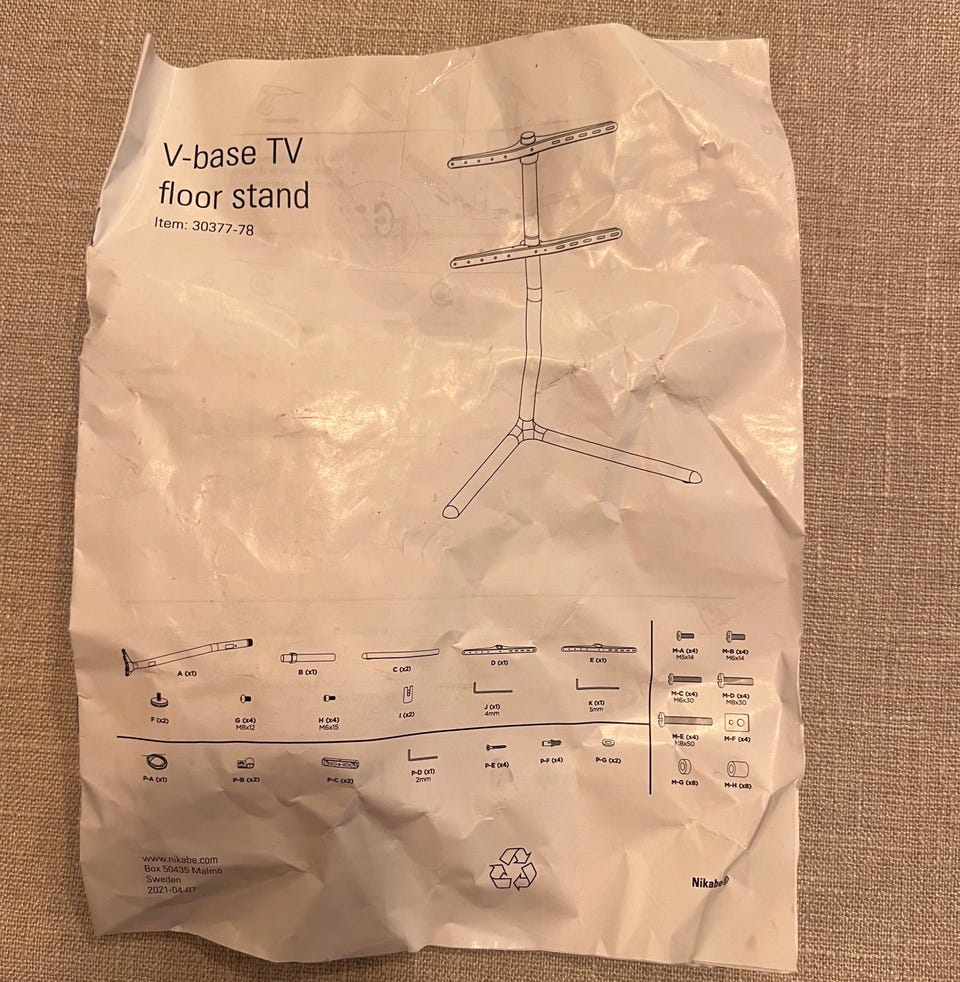 V-base TV
floor stand
Item: 30377-78
A (x1)
B (x1)
C (x2)
D (x1)
E (x1)
F (x2)
G (x4)
M8x12
H (x4)
M6x15
I (x2)
J (x1)
4mm
K (x1)
5mm
P-A (x1)
P-B (x2)
P-C (x2)
P-D (x1)
2mm
P-E (x4)
P-F (x4)
P-G (x2)
M-A (x4)
M5x14
M-B (x4)
M6x14
M-C (x4)
M6x30
M-D (x4)
M8x30
M-E (x4)
M8x50
M-F (x4)
M-G (x8)
M-H (x8)
www.nikabe.com
Box 50435 Malmö
Sweden
2021-04-07
Nikabe®